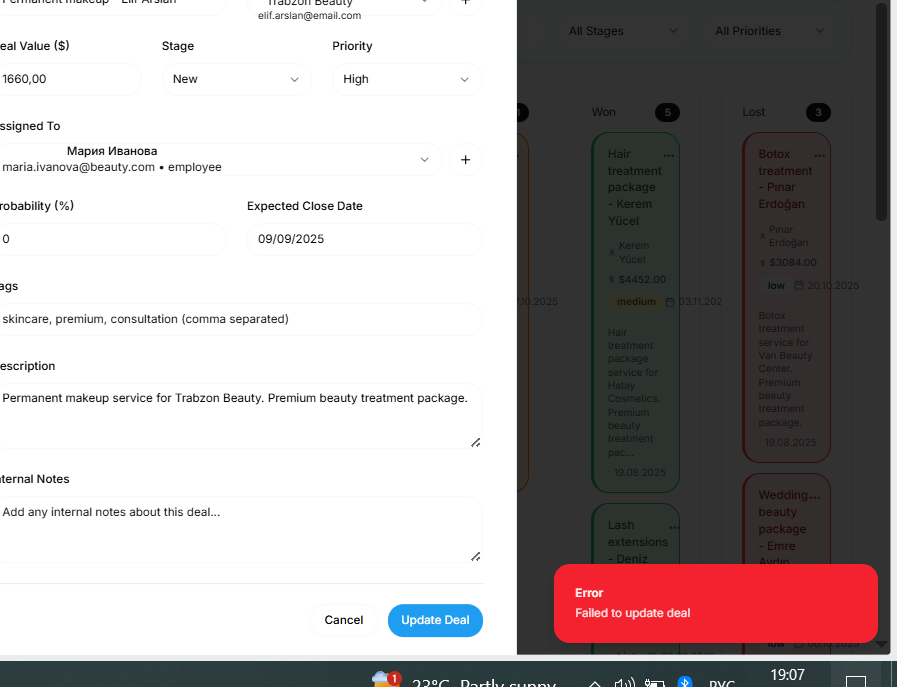 Permanent makeup - Elif Arslan
Trabzon Beauty
elif.arslan@email.com
eal Value ($)
Stage
Priority
1660,00
New
High
ssigned To
Мария Иванова
maria.ivanova@beauty.com • employee
robability (%)
Expected Close Date
0
09/09/2025
ags
skincare, premium, consultation (comma separated)
escription
Permanent makeup service for Trabzon Beauty. Premium beauty treatment package.
nternal Notes
Add any internal notes about this deal...
Cancel
Update Deal
All Stages
All Priorities
7.10.2025
Won
5
Hair
treatment
package
- Kerem
Yücel
Kerem
Yücel
$ $4452.00
medium
03.11.202
Hair
treatment
package
service for
Hatay
Cosmetics.
Premium
beauty
treatment
pac...
19.08.2025
Lash
extensions
- Deniz
Lost
3
Botox
treatment
- Pınar
Erdoğan
Pınar
Erdoğan
$ $3084.00
low
20.10.2025
Botox
treatment
service for
Van Beauty
Center.
Premium
beauty
treatment
package.
19.08.2025
Wedding
beauty
package
- Emre
Aydın
Error
Failed to update deal
low
1
23°C Partly sunny
РУС
19:07